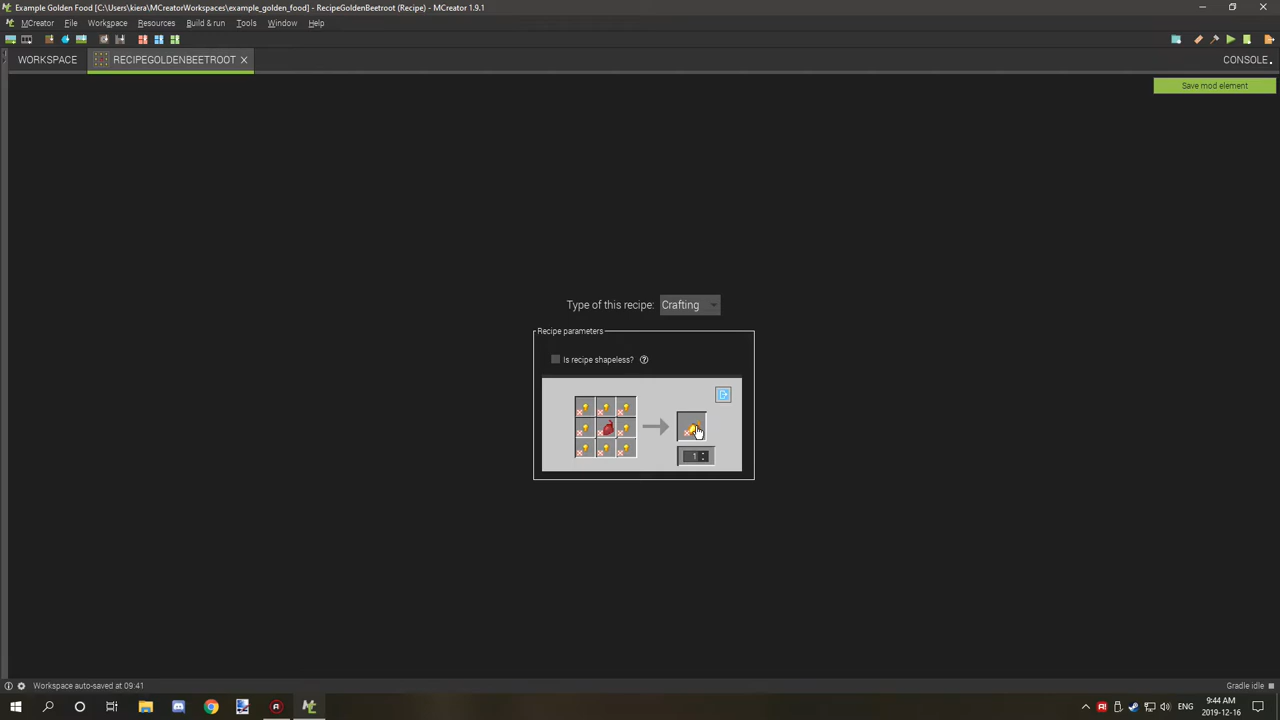 Example Golden Food [C:\Users\kiera\MCreatorWorkspaces\example_golden_food] - RecipeGoldenBeetroot (Recipe) - MCreator 1.9.1
MCreator File Workspace Resources Build & run Tools Window Help
WORKSPACE RECIPEGOLDENBEETROOT CONSOLE
Save mod element
Type of this recipe: Crafting
Recipe parameters
Is recipe shapeless?
1
Workspace auto-saved at 09:41 Gradle idle
ENG 9:44 AM
2019-12-16